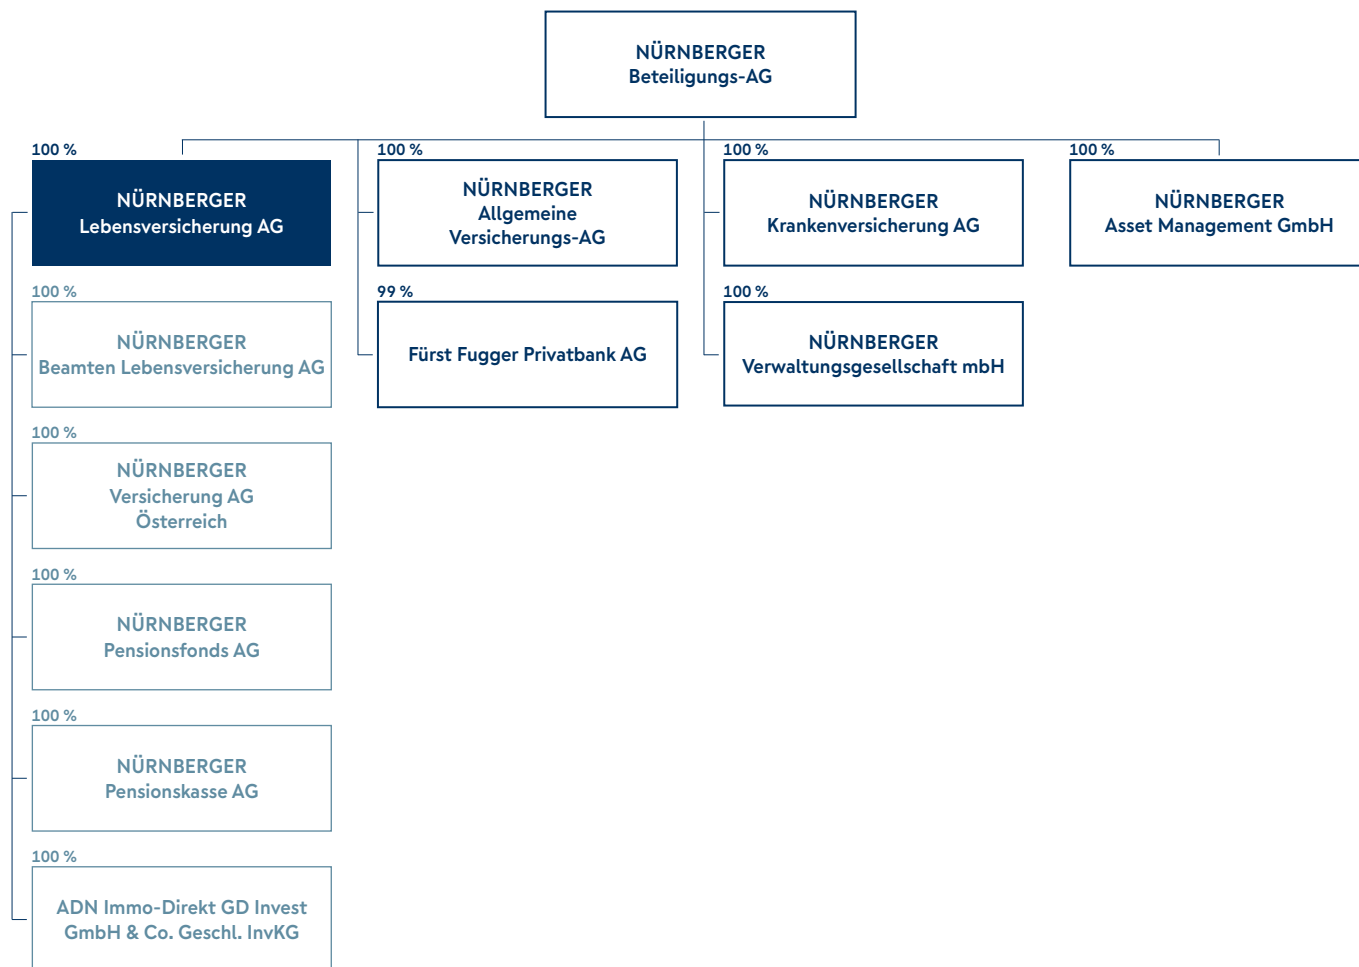 NÜRNBERGER
Beteiligungs-AG
100 %
NÜRNBERGER
Lebensversicherung AG
100 %
NÜRNBERGER
Allgemeine
Versicherungs-AG
100 %
NÜRNBERGER
Krankenversicherung AG
100 %
NÜRNBERGER
Asset Management GmbH
100 %
NÜRNBERGER
Beamten Lebensversicherung AG
99 %
Fürst Fugger Privatbank AG
100 %
NÜRNBERGER
Verwaltungsgesellschaft mbH
100 %
NÜRNBERGER
Versicherung AG
Österreich
100 %
NÜRNBERGER
Pensionsfonds AG
100 %
NÜRNBERGER
Pensionskasse AG
100 %
ADN Immo-Direkt GD Invest
GmbH & Co. Geschl. InvKG